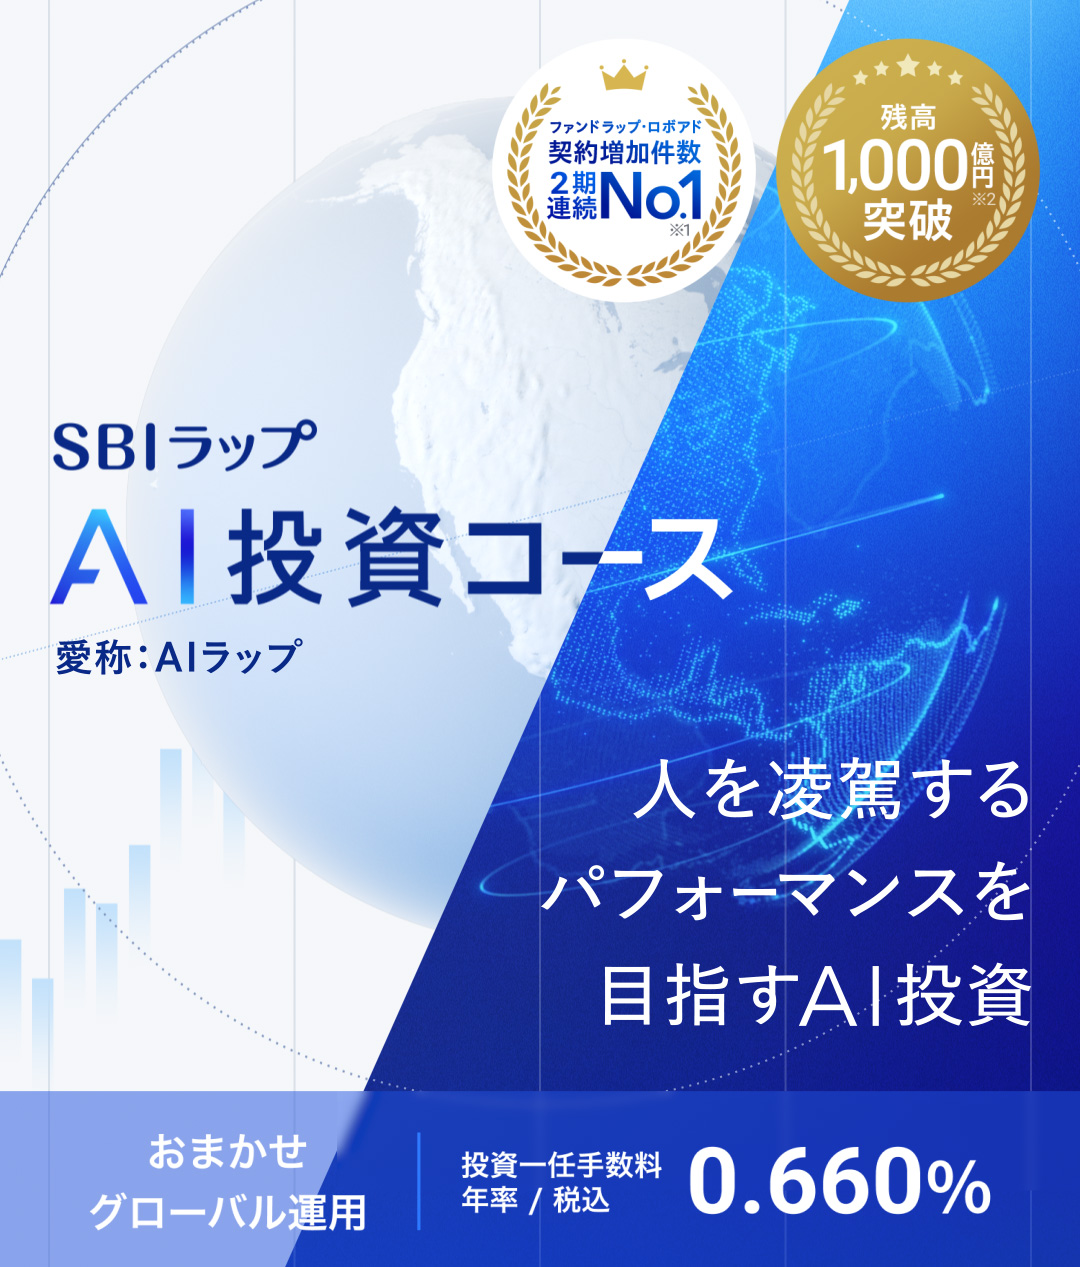 ファンドラップ・ロボアド
契約増加件数
2期
連続
No.1
※1
残高
1,000億円
※2
突破
SBIラップ
AI投資コース
愛称：AIラップ
人を凌駕する
パフォーマンスを
目指すAI投資
おまかせ
グローバル運用
投資一任手数料
年率 / 税込
0.660%